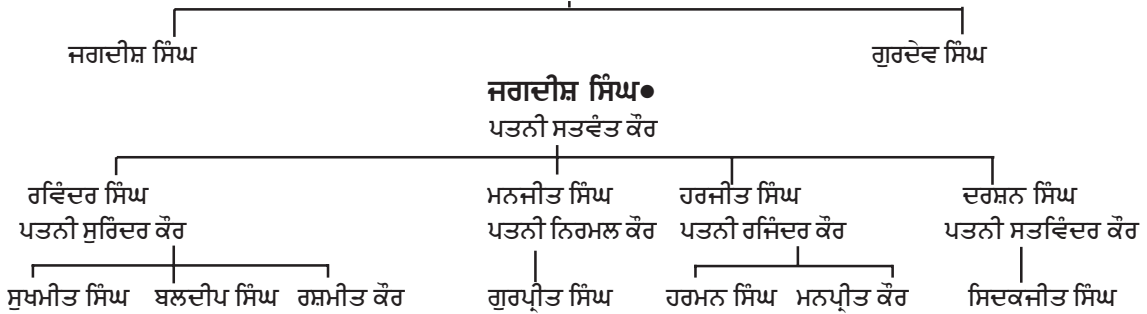 ਜਗਦੀਸ਼ ਸਿੰਘ ਗੁਰਦੇਵ ਸਿੰਘ
ਜਗਦੀਸ਼ ਸਿੰਘ●
ਪਤਨੀ ਸਤਵੰਤ ਕੌਰ
ਰਵਿੰਦਰ ਸਿੰਘ ਮਨਜੀਤ ਸਿੰਘ ਹਰਜੀਤ ਸਿੰਘ ਦਰਸ਼ਨ ਸਿੰਘ
ਪਤਨੀ ਸੁਰਿੰਦਰ ਕੌਰ ਪਤਨੀ ਨਿਰਮਲ ਕੌਰ ਪਤਨੀ ਰਜਿੰਦਰ ਕੌਰ ਪਤਨੀ ਸਤਵਿੰਦਰ ਕੌਰ
ਸੁਖਮੀਤ ਸਿੰਘ ਬਲਦੀਪ ਸਿੰਘ ਰਸ਼ਮੀਤ ਕੌਰ ਗੁਰਪ੍ਰੀਤ ਸਿੰਘ ਹਰਮਨ ਸਿੰਘ ਮਨਪ੍ਰੀਤ ਕੌਰ ਸਿਦਕਜੀਤ ਸਿੰਘ